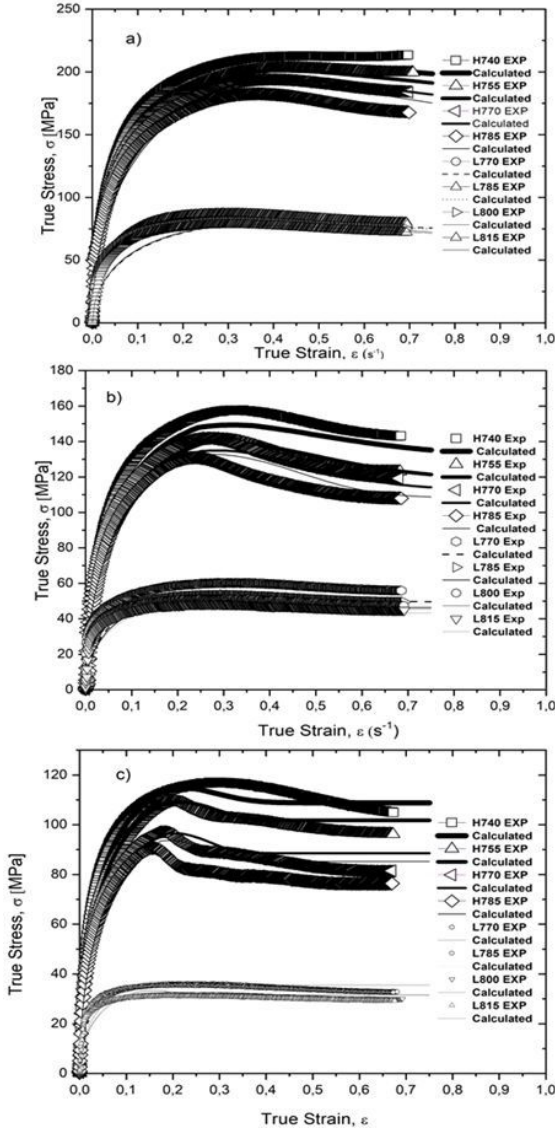 a)
True Stress, σ [MPa]
250
200
150
100
50
0
0,0 0,1 0,2 0,3 0,4 0,5 0,6 0,7 0,8 0,9 1,0
True Strain, ε (s⁻¹)
H740 EXP
Calculated
H755 EXP
Calculated
H770 EXP
Calculated
H785 EXP
Calculated
L770 EXP
Calculated
L785 EXP
Calculated
L800 EXP
Calculated
L815 EXP
Calculated
b)
True Stress, σ [MPa]
180
160
140
120
100
80
60
40
20
0
0,0 0,1 0,2 0,3 0,4 0,5 0,6 0,7 0,8 0,9 1,0
True Strain, ε (s⁻¹)
H740 Exp
Calculated
H755 Exp
Calculated
H770 Exp
Calculated
H785 Exp
Calculated
L770 Exp
Calculated
L785 Exp
Calculated
L800 Exp
Calculated
L815 Exp
Calculated
c)
True Stress, σ [MPa]
120
100
80
60
40
20
0
0,0 0,1 0,2 0,3 0,4 0,5 0,6 0,7 0,8 0,9 1,0
True Strain, ε
H740 EXP
Calculated
H755 EXP
Calculated
H770 EXP
Calculated
H785 EXP
Calculated
L770 EXP
Calculated
L785 EXP
Calculated
L800 EXP
Calculated
L815 EXP
Calculated